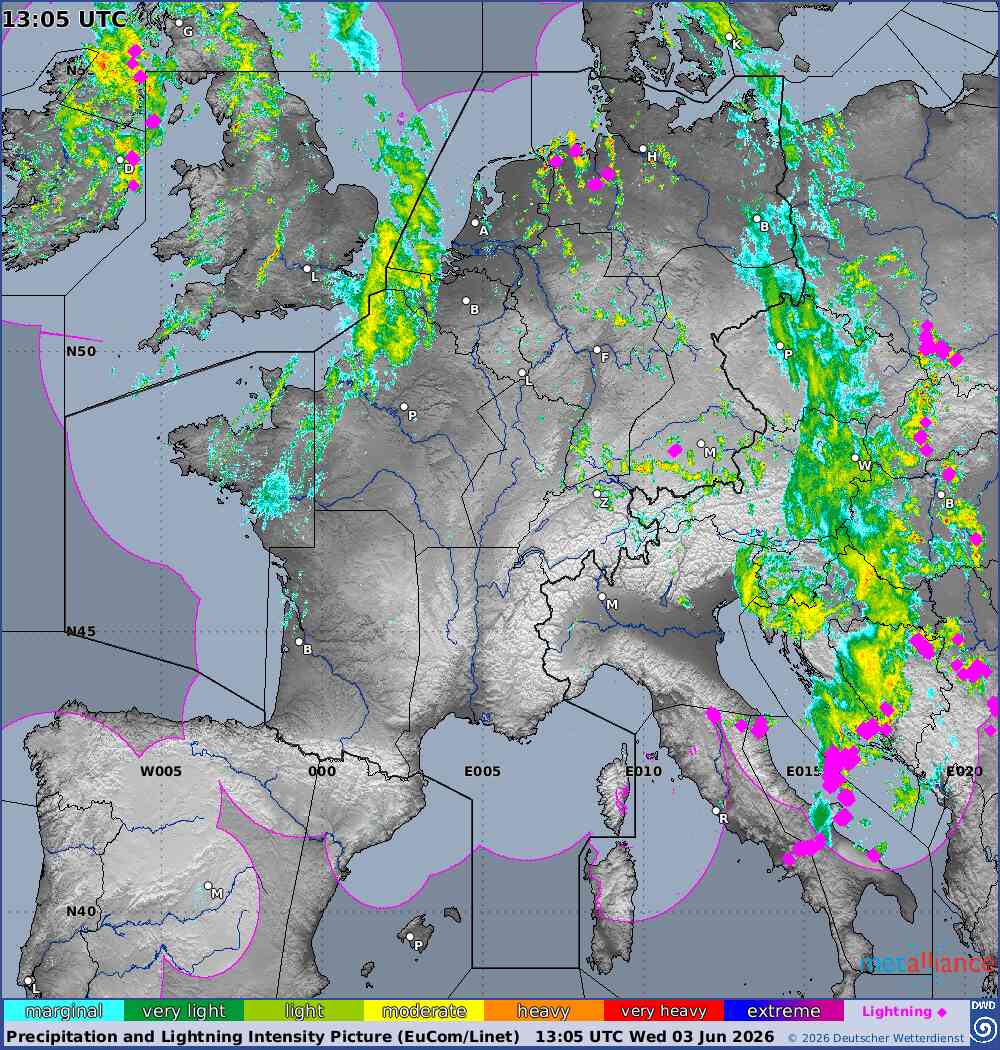 13:05 UTC
G
K
N55
D
H
A
B
L
B
N50
P
F
L
P
M
W
Z
B
M
N45
B
W005
000
E005
E010
E015
E020
R
M
N40
P
L
metalliance
marginal very light light moderate heavy very heavy extreme Lightning
DWD
Precipitation and Lightning Intensity Picture (EuCom/Linet) 13:05 UTC Wed 03 Jun 2026 © 2026 Deutscher Wetterdienst